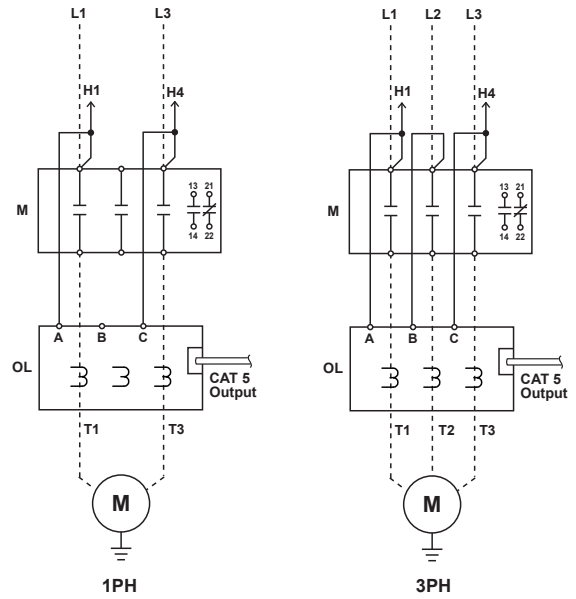 L1 L3
H1 H4
M
13 21
14 22
A B C
OL
CAT 5
Output
T1 T3
M
1PH
L1 L2 L3
H1 H4
M
13 21
14 22
A B C
OL
CAT 5
Output
T1 T2 T3
M
3PH